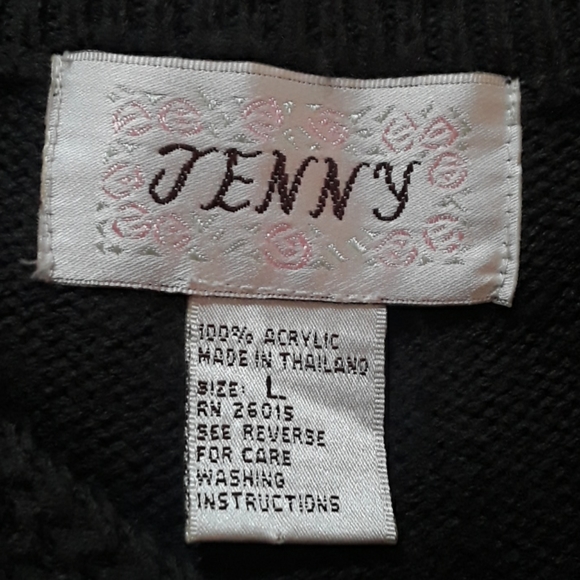 JENNY
100% ACRYLIC
MADE IN THAILAND
SIZE: L
RN 26015
SEE REVERSE
FOR CARE
WASHING
INSTRUCTIONS